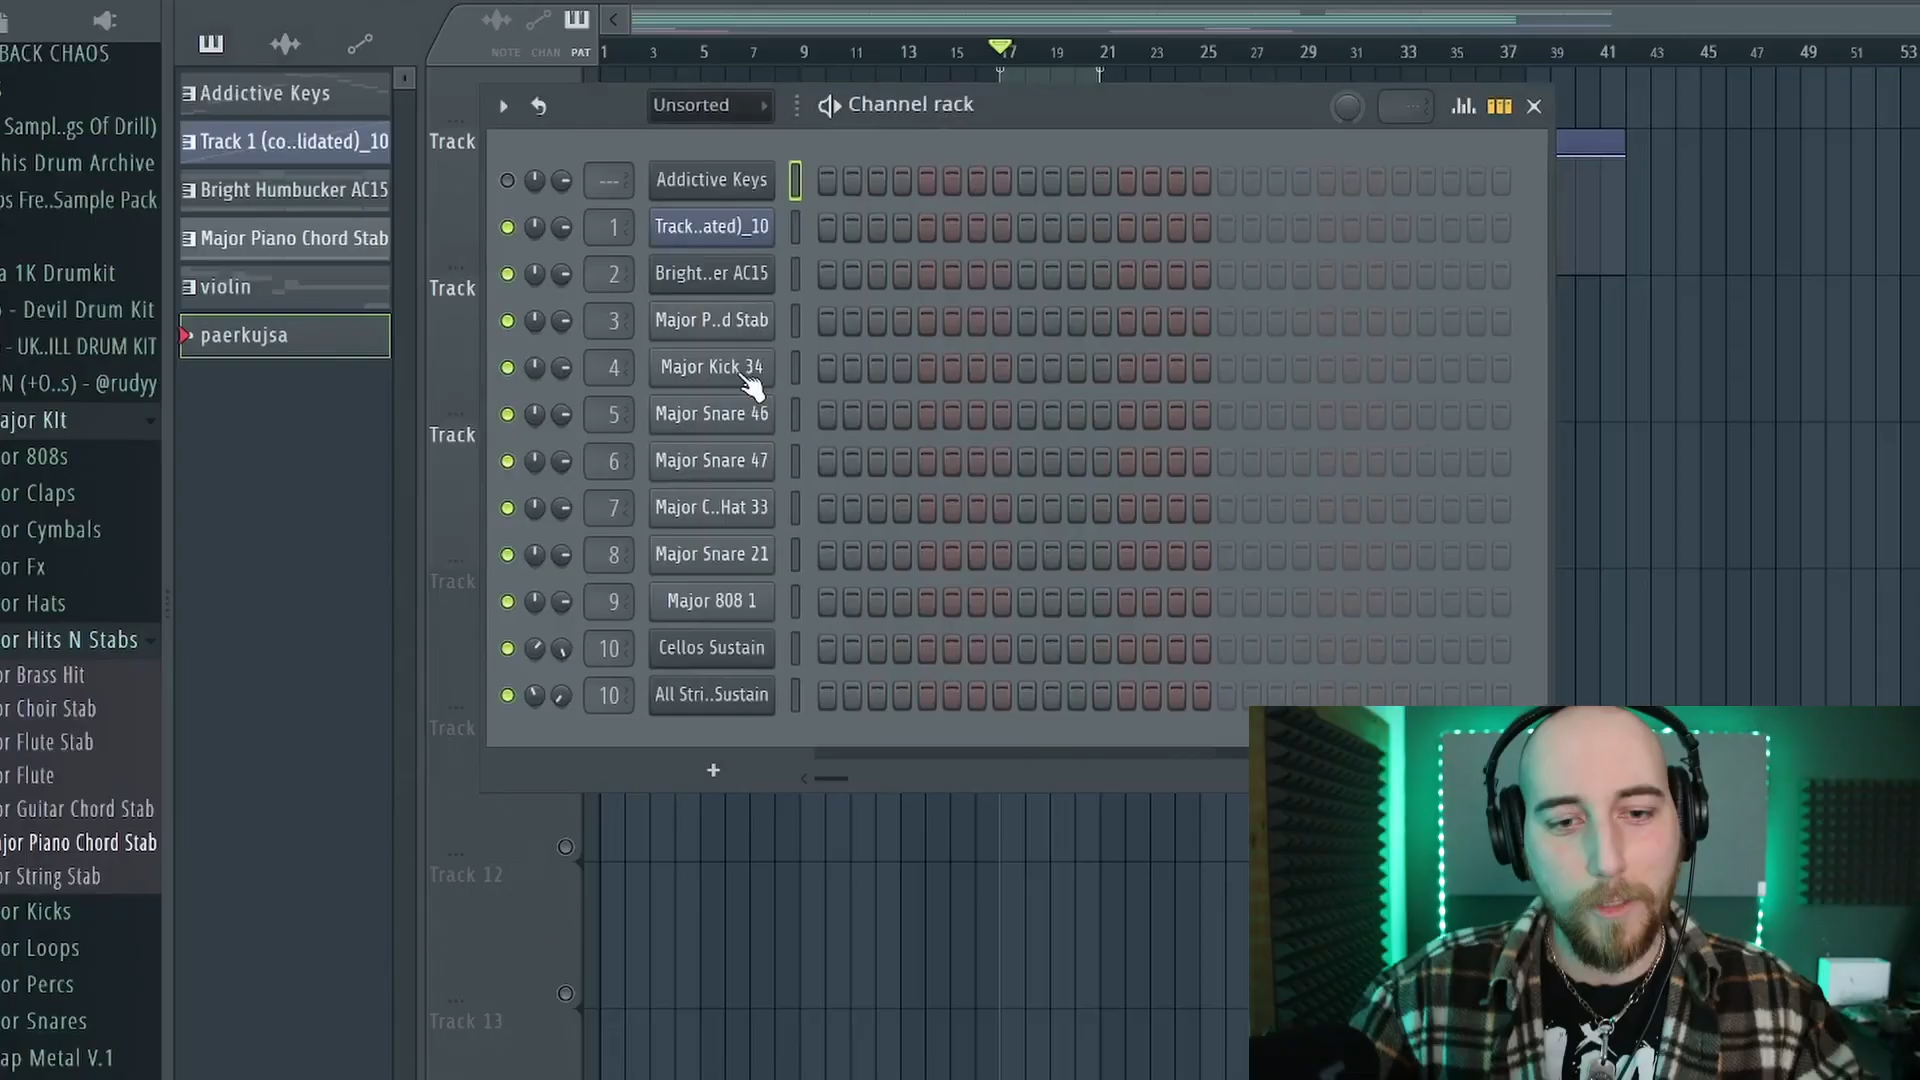 BACK CHAOS
Sampl..gs Of Drill)
his Drum Archive
os Fre..Sample Pack
a 1K Drumkit
o - Devil Drum Kit
- UK..ILL DRUM KIT
N (+O..s) - @rudyy
ajor KIt
or 808s
or Claps
or Cymbals
or Fx
or Hats
or Hits N Stabs
or Brass Hit
or Choir Stab
or Flute Stab
or Flute
or Guitar Chord Stab
ajor Piano Chord Stab
or String Stab
or Kicks
or Loops
or Percs
or Snares
ap Metal V.1
Addictive Keys
Track 1 (co..lidated)_10
Bright Humbucker AC15
Major Piano Chord Stab
violin
paerkujsa
NOTE CHAN PAT
1 3 5 7 9 11 13 15 17 19 21 23 25 27 29 31 33 35 37 39 41 43 45 47 49 51 53
Track
Track
Track
Track
Track
Track 12
Track 13
Unsorted
Channel rack
--- Addictive Keys
1 Track..ated)_10
2 Bright..er AC15
3 Major P..d Stab
4 Major Kick 34
5 Major Snare 46
6 Major Snare 47
7 Major C..Hat 33
8 Major Snare 21
9 Major 808 1
10 Cellos Sustain
10 All Stri..Sustain
+